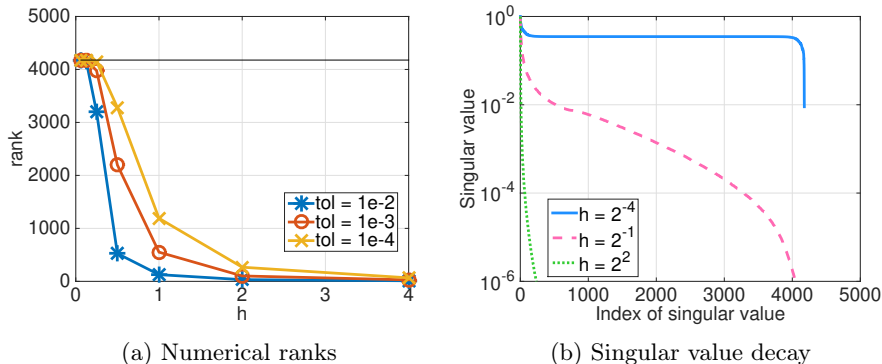 5000
4000
3000
2000
1000
0
rank
tol = 1e-2
tol = 1e-3
tol = 1e-4
0 1 2 3 4
h
(a) Numerical ranks
10^0
10^-2
10^-4
10^-6
Singular value
h = 2^-4
h = 2^-1
h = 2^2
0 1000 2000 3000 4000 5000
Index of singular value
(b) Singular value decay